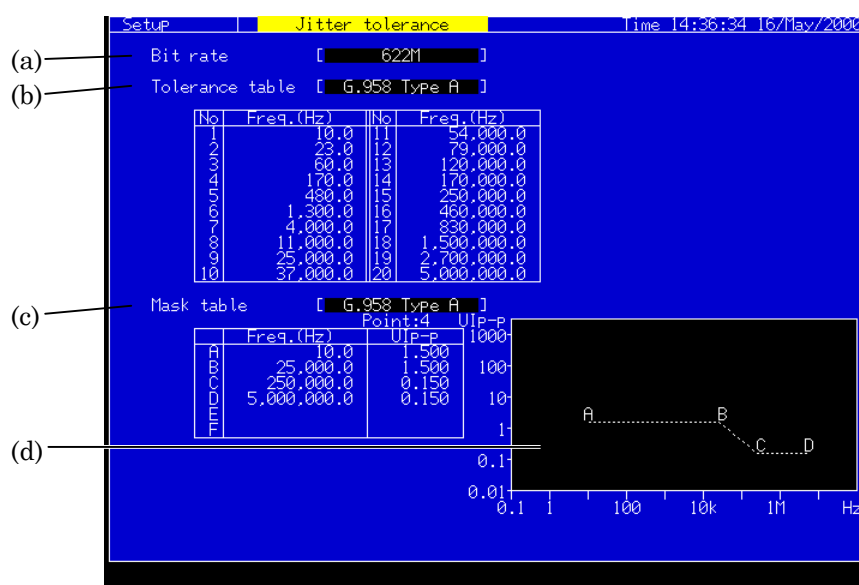 Setup Jitter tolerance Time 14:36:34 16/May/2000
(a) Bit rate [ 622M ]
(b) Tolerance table [ G.958 Type A ]
No Freq.(Hz) No Freq.(Hz)
1 10.0 11 54,000.0
2 23.0 12 79,000.0
3 60.0 13 120,000.0
4 170.0 14 170,000.0
5 480.0 15 250,000.0
6 1,300.0 16 460,000.0
7 4,000.0 17 830,000.0
8 11,000.0 18 1,500,000.0
9 25,000.0 19 2,700,000.0
10 37,000.0 20 5,000,000.0
(c) Mask table [ G.958 Type A ]
Point:4
Freq.(Hz) UIp-p
A 10.0 1.500
B 25,000.0 1.500
C 250,000.0 0.150
D 5,000,000.0 0.150
E
F
(d)
UIp-p
1000
100
10
1
0.1
0.01
A B C D
0.1 1 100 10k 1M Hz